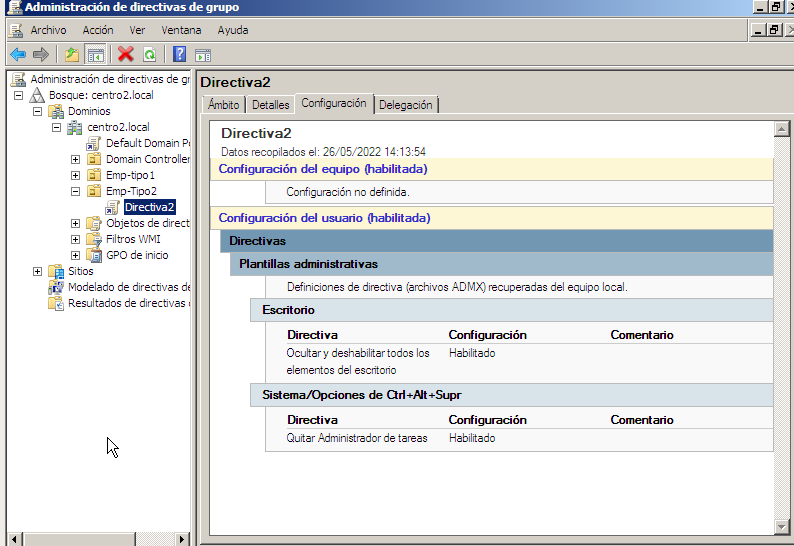 Administración de directivas de grupo
Archivo Acción Ver Ventana Ayuda
Administración de directivas de gr
Bosque: centro2.local
Dominios
centro2.local
Default Domain Po
Domain Controller
Emp-tipo1
Emp-Tipo2
Directiva2
Objetos de direct
Filtros WMI
GPO de inicio
Sitios
Modelado de directivas de
Resultados de directivas
Directiva2
Ámbito Detalles Configuración Delegación
Directiva2
Datos recopilados el: 26/05/2022 14:13:54
Configuración del equipo (habilitada)
Configuración no definida.
Configuración del usuario (habilitada)
Directivas
Plantillas administrativas
Definiciones de directiva (archivos ADMX) recuperadas del equipo local.
Escritorio
Directiva Configuración Comentario
Ocultar y deshabilitar todos los Habilitado
elementos del escritorio
Sistema/Opciones de Ctrl+Alt+Supr
Directiva Configuración Comentario
Quitar Administrador de tareas Habilitado